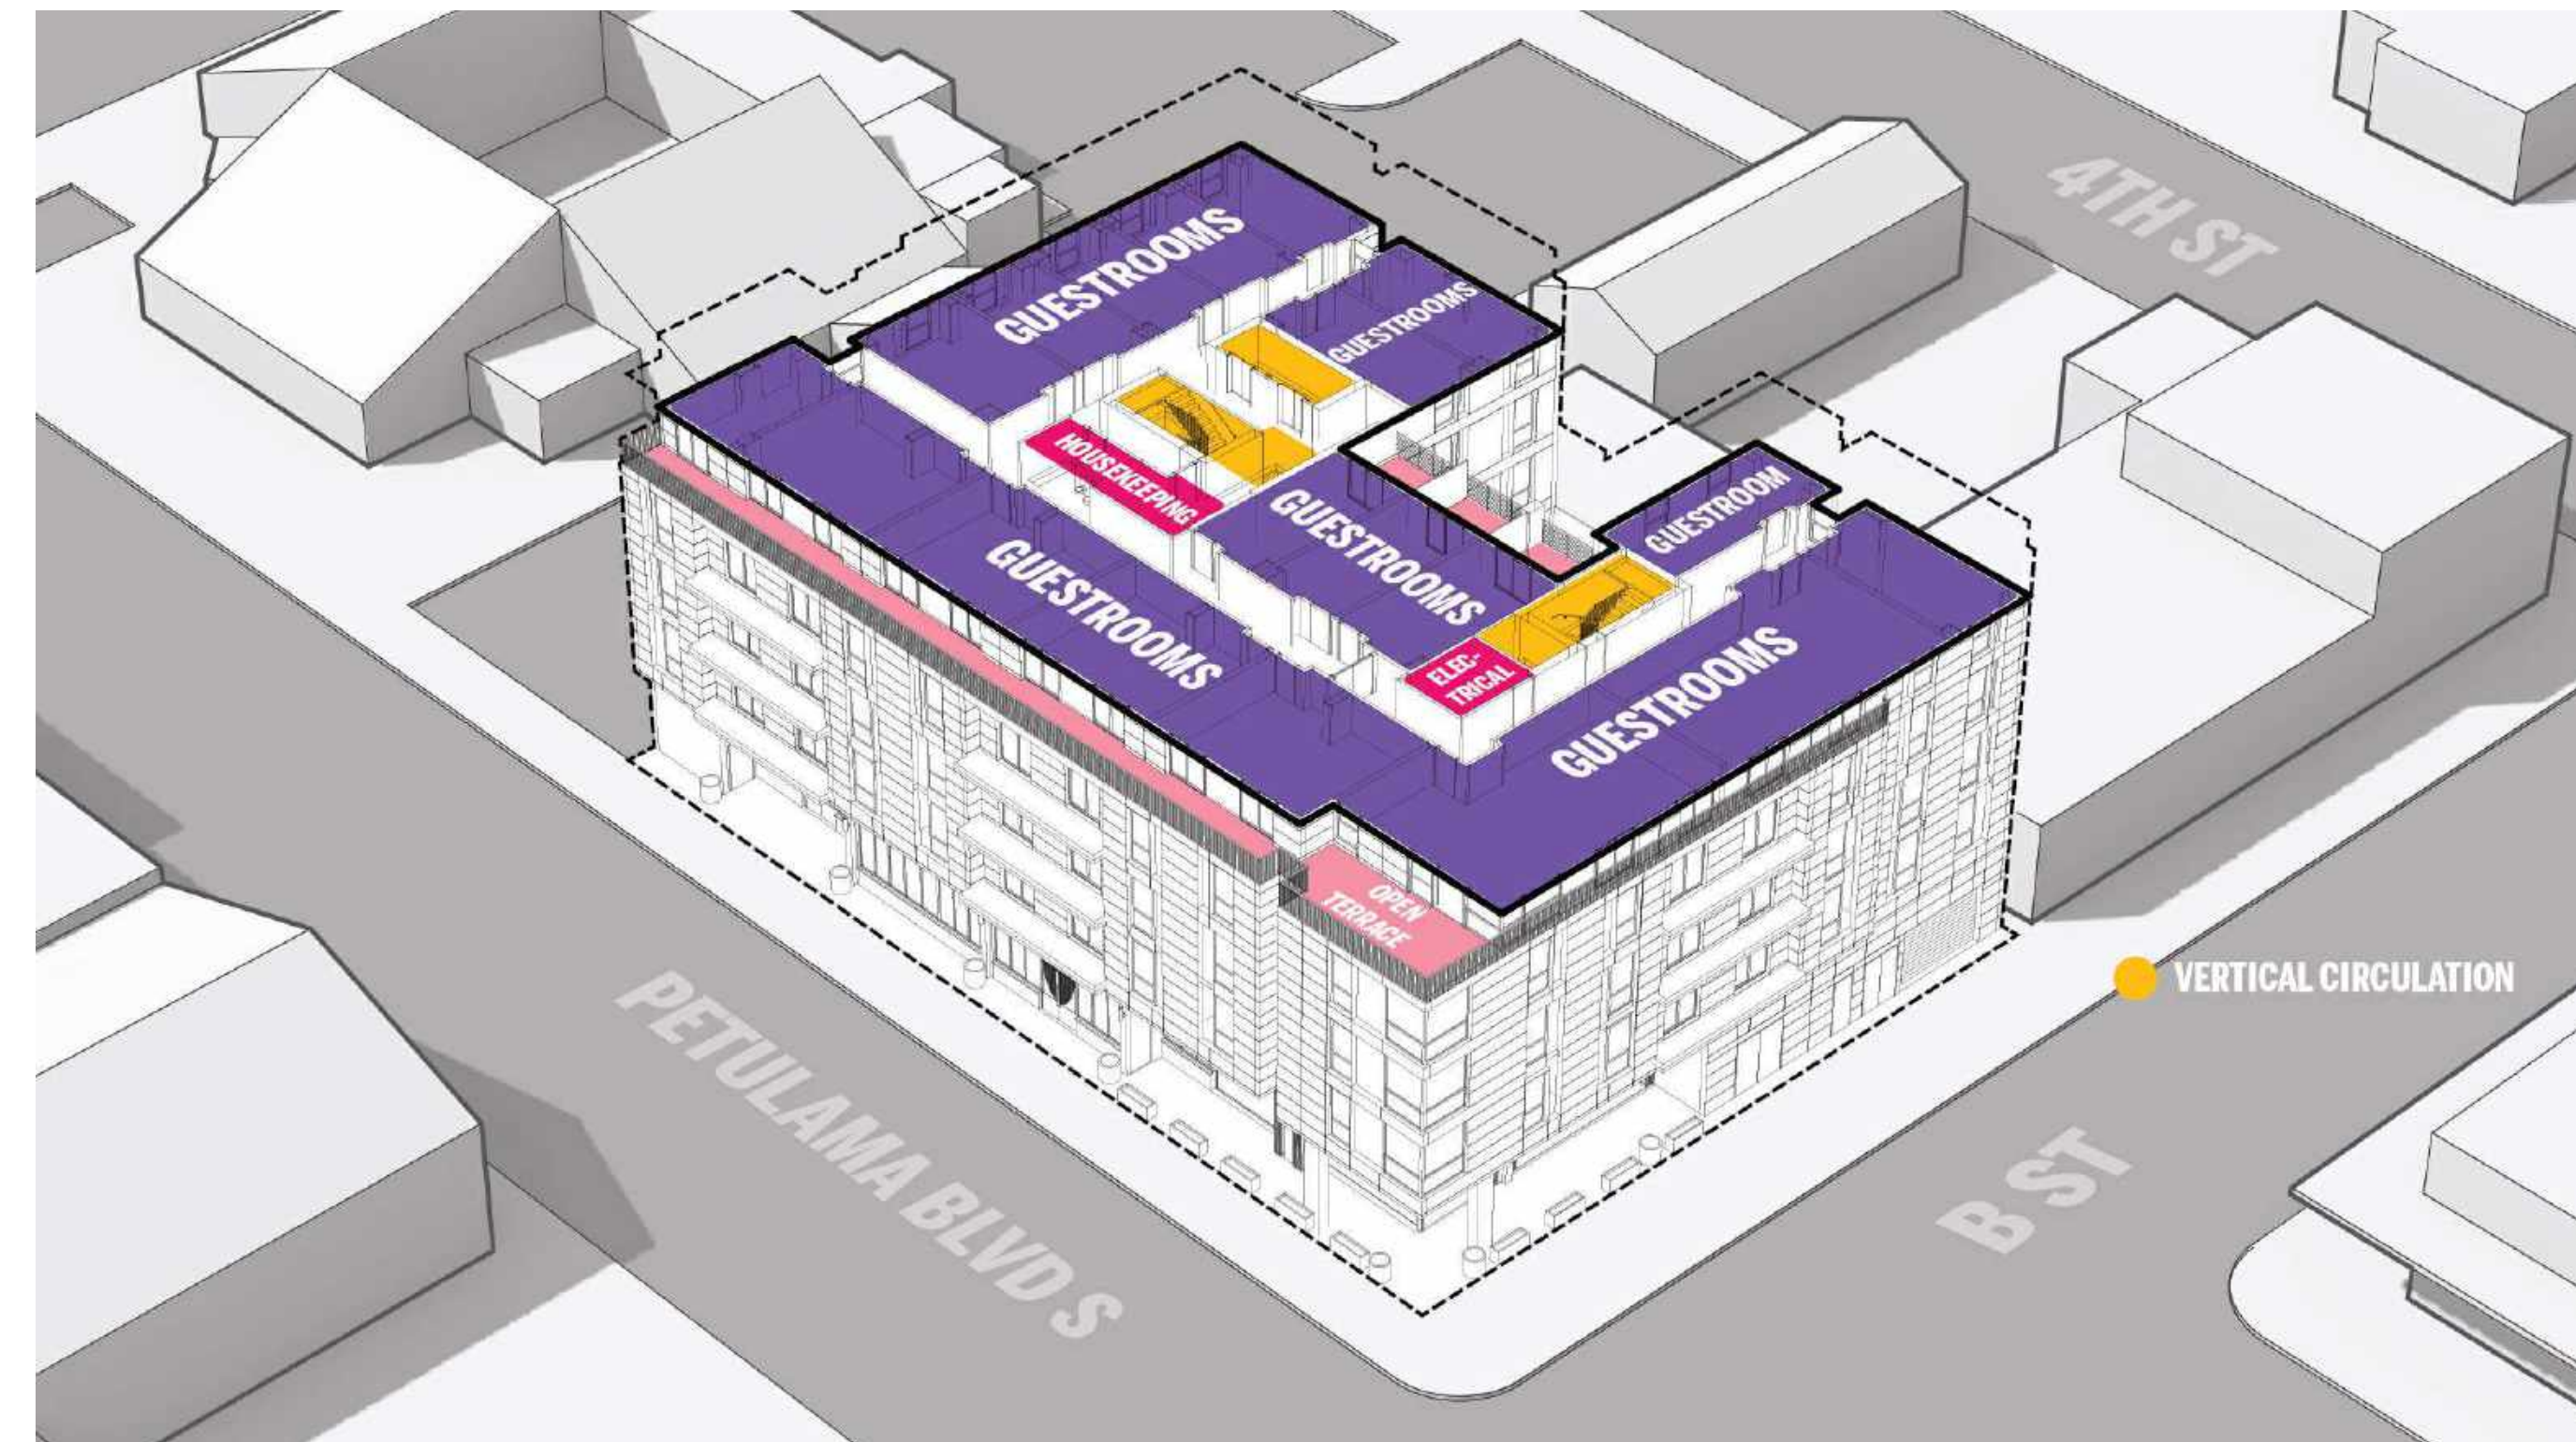 4TH ST
GUESTROOMS
GUESTROOMS
HOUSEKEEPING
GUESTROOM
GUESTROOMS
GUESTROOMS
ELEC-
TRICAL
GUESTROOMS
OPEN
TERRACE
VERTICAL CIRCULATION
PETULAMA BLVD S
B ST